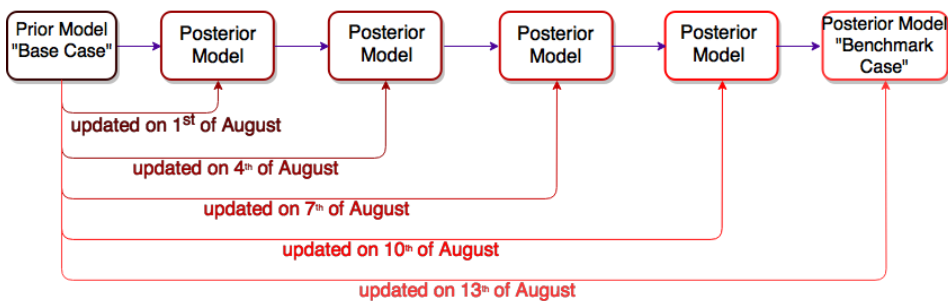 Prior Model
"Base Case"
Posterior
Model
Posterior
Model
Posterior
Model
Posterior
Model
Posterior Model
"Benchmark
Case"
updated on 1st of August
updated on 4th of August
updated on 7th of August
updated on 10th of August
updated on 13th of August